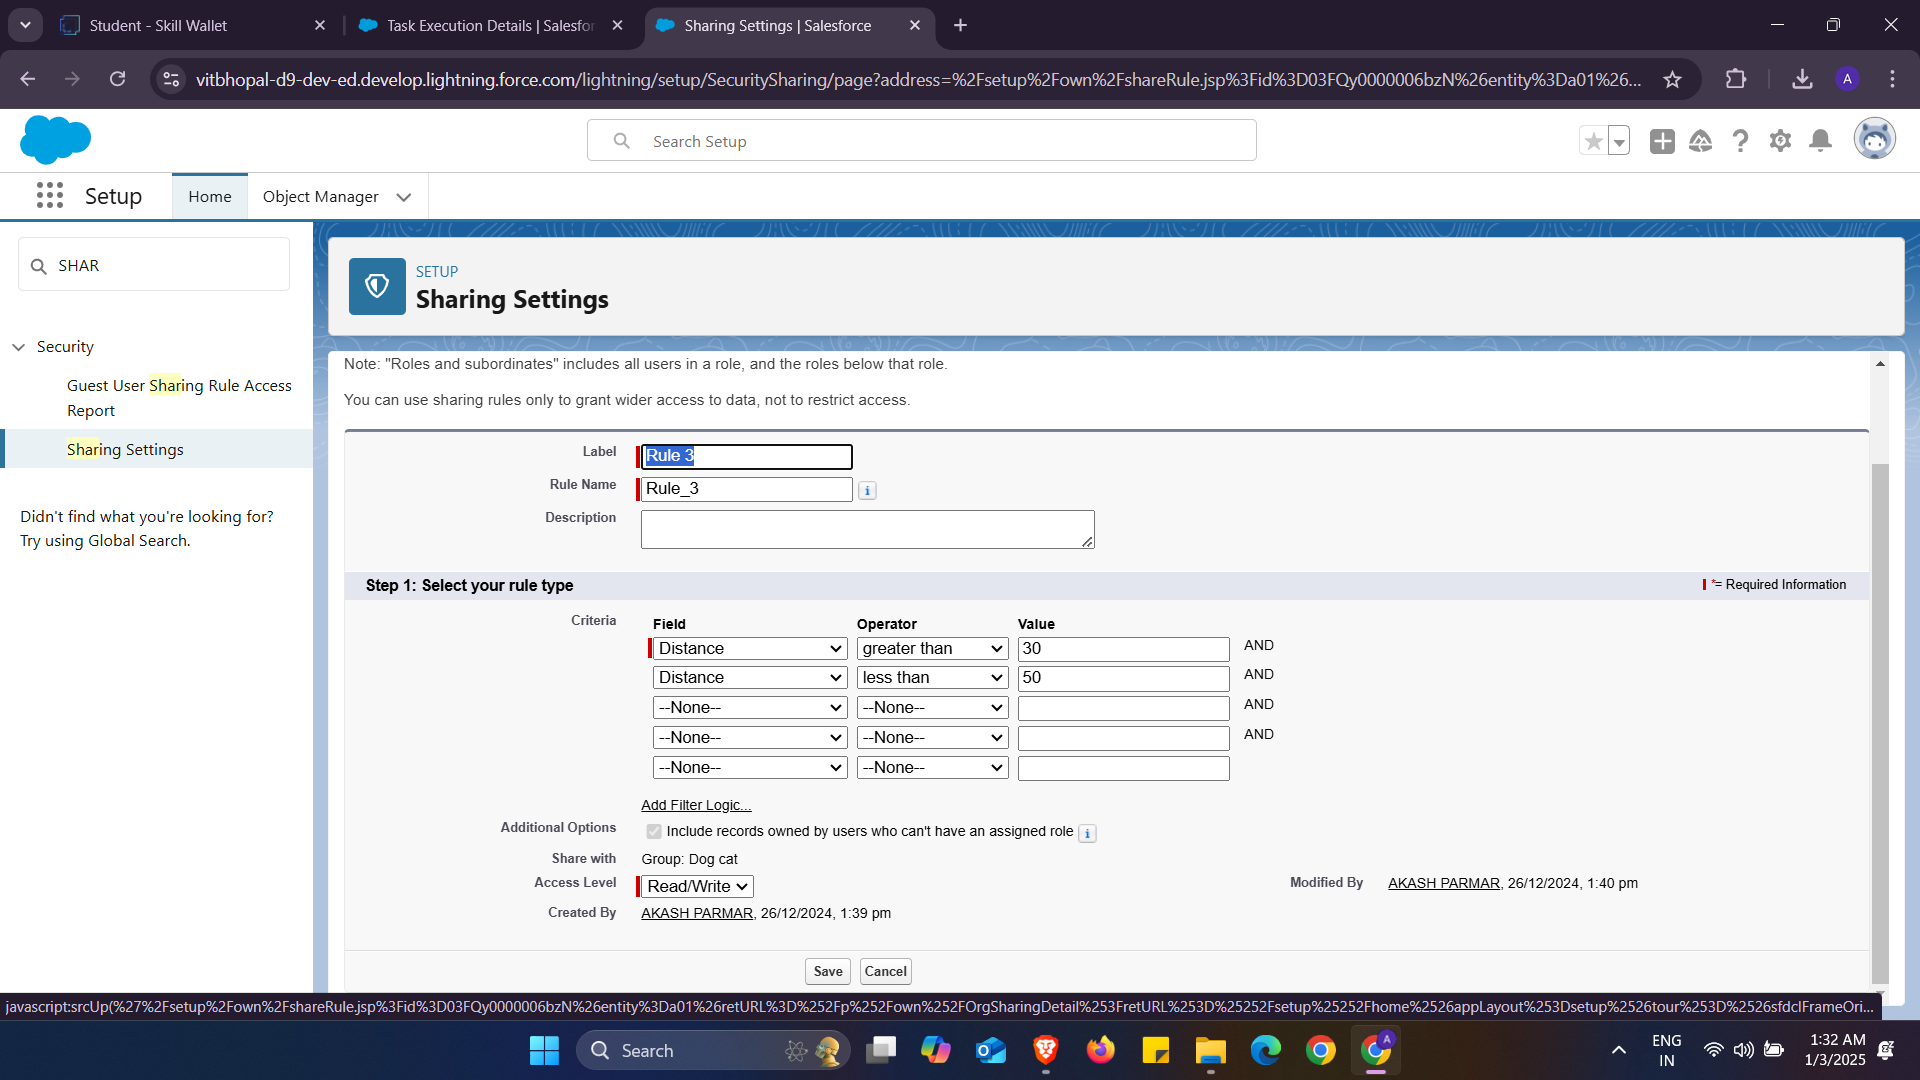 Student - Skill Wallet
Task Execution Details | Salesfor
Sharing Settings | Salesforce
vitbhopal-d9-dev-ed.develop.lightning.force.com/lightning/setup/SecuritySharing/page?address=%2Fsetup%2Fown%2FshareRule.jsp%3Fid%3D03FQy0000006bzN%26entity%3Da01%26...
A
Search Setup
Setup
Home
Object Manager
SHAR
Security
Guest User Sharing Rule Access
Report
Sharing Settings
Didn't find what you're looking for?
Try using Global Search.
SETUP
Sharing Settings
Note: "Roles and subordinates" includes all users in a role, and the roles below that role.
You can use sharing rules only to grant wider access to data, not to restrict access.
Label Rule 3
Rule Name Rule_3 i
Description
Step 1: Select your rule type *= Required Information
Criteria Field Operator Value
Distance greater than 30 AND
Distance less than 50 AND
--None-- --None-- AND
--None-- --None-- AND
--None-- --None--
Add Filter Logic...
Additional Options Include records owned by users who can't have an assigned role i
Share with Group: Dog cat
Access Level Read/Write Modified By AKASH PARMAR, 26/12/2024, 1:40 pm
Created By AKASH PARMAR, 26/12/2024, 1:39 pm
Save Cancel
javascript:srcUp(%27%2Fsetup%2Fown%2FshareRule.jsp%3Fid%3D03FQy0000006bzN%26entity%3Da01%26retURL%3D%252Fp%252Fown%252FOrgSharingDetail%253FretURL%253D%25252Fsetup%25252Fhome%2526appLayout%253Dsetup%2526tour%253D%2526sfdcIFrameOri...
Search
ENG
IN
1:32 AM
1/3/2025